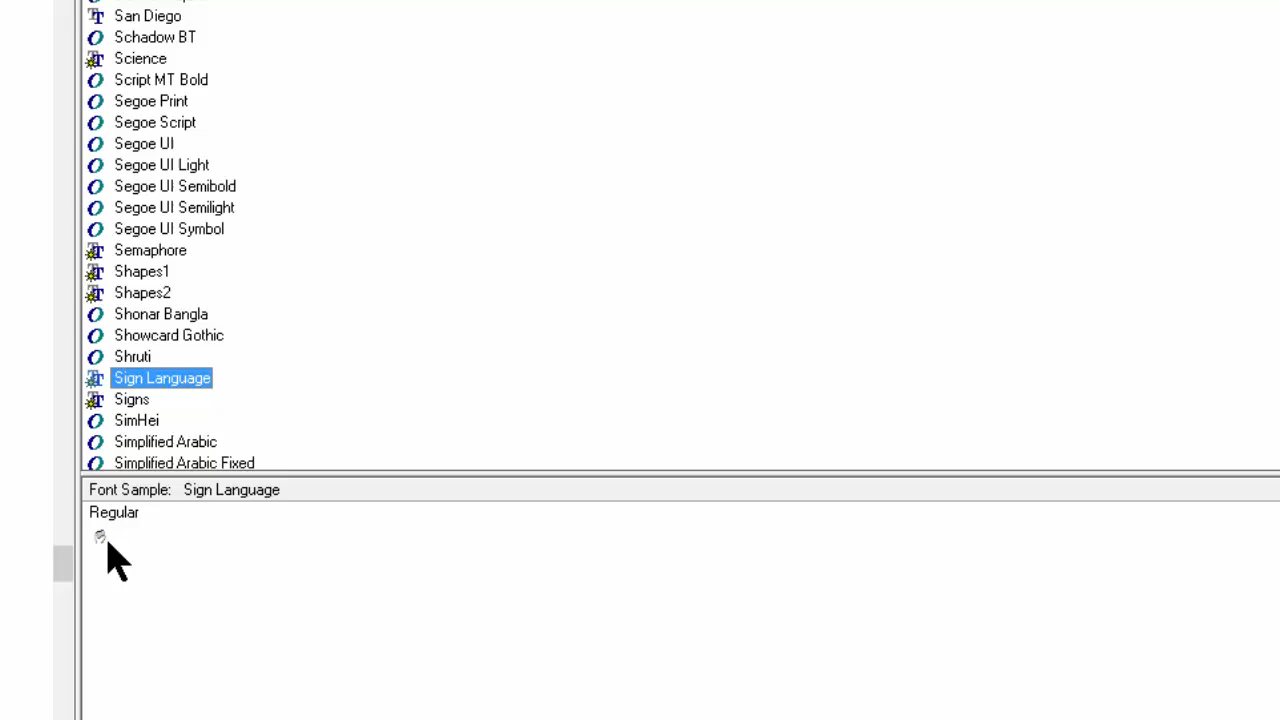 San Diego
Schadow BT
Science
Script MT Bold
Segoe Print
Segoe Script
Segoe UI
Segoe UI Light
Segoe UI Semibold
Segoe UI Semilight
Segoe UI Symbol
Semaphore
Shapes1
Shapes2
Shonar Bangla
Showcard Gothic
Shruti
Sign Language
Signs
SimHei
Simplified Arabic
Simplified Arabic Fixed
Font Sample: Sign Language
Regular